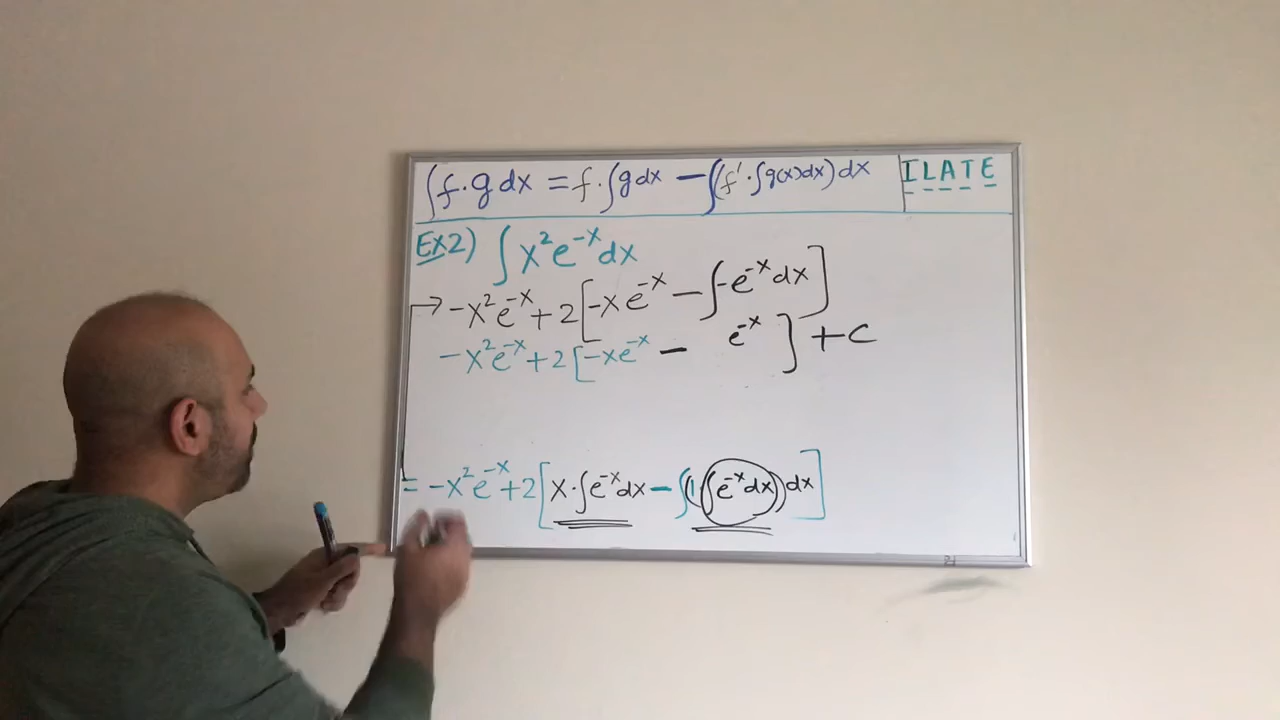 ∫f·g dx = f·∫g dx − ∫(f'·∫g(x)dx)dx
ILATE
Ex2) ∫x²e⁻ˣdx
→ -x²e⁻ˣ+2[-xe⁻ˣ − ∫-e⁻ˣdx]
-x²e⁻ˣ+2[-xe⁻ˣ − e⁻ˣ] + c
= -x²e⁻ˣ+2[x·∫e⁻ˣdx − ∫(1·∫e⁻ˣdx)dx]